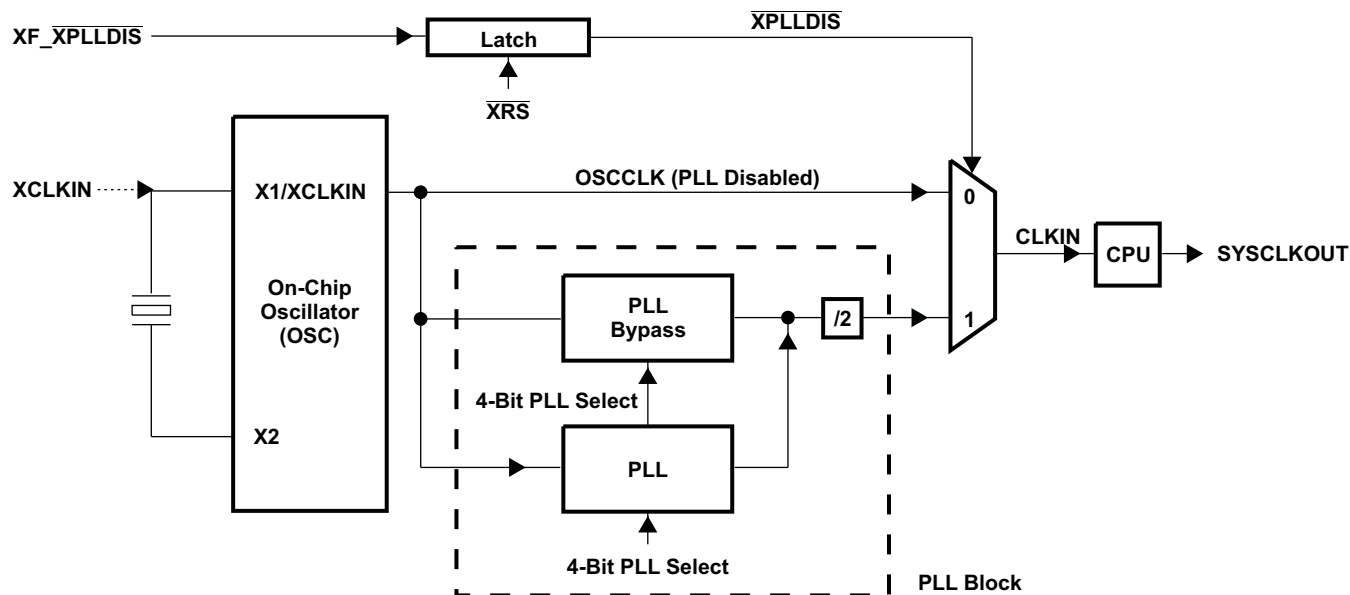 XF_XPLLDIS
Latch
XPLLDIS
XRS
XCLKIN
X1/XCLKIN
OSCCLK (PLL Disabled)
0
CLKIN
CPU
SYSCLKOUT
On-Chip
Oscillator
(OSC)
PLL
Bypass
/2
1
4-Bit PLL Select
X2
PLL
4-Bit PLL Select
PLL Block